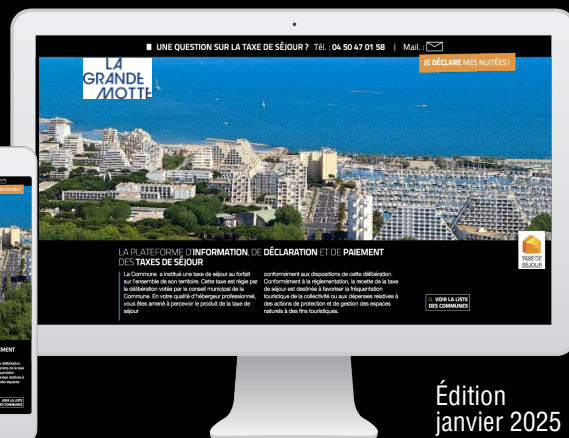 UNE QUESTION SUR LA TAXE DE SÉJOUR ? Tél. : 04 50 47 01 58 | Mail. :
JE DÉCLARE MES NUITÉES !
LA
GRANDE
MOTTE
LA PLATEFORME D'INFORMATION, DE DÉCLARATION ET DE PAIEMENT
DES TAXES DE SÉJOUR
La Commune a institué une taxe de séjour au forfait
sur l'ensemble de son territoire. Cette taxe est régie par
la délibération votée par le conseil municipal de la
Commune. En votre qualité d'hébergeur professionnel,
vous êtes amené à percevoir le produit de la taxe de
séjour
conformément aux dispositions de cette délibération.
Conformément à la réglementation, la recette de la taxe
de séjour est destinée à favoriser la fréquentation
touristique de la collectivité ou aux dépenses relatives à
des actions de protection et de gestion des espaces
naturels à des fins touristiques.
TAXE DE
SÉJOUR
VOIR LA LISTE
DES COMMUNES
EMENT
VOIR LA LISTE
DES COMMUNES
Édition
janvier 2025